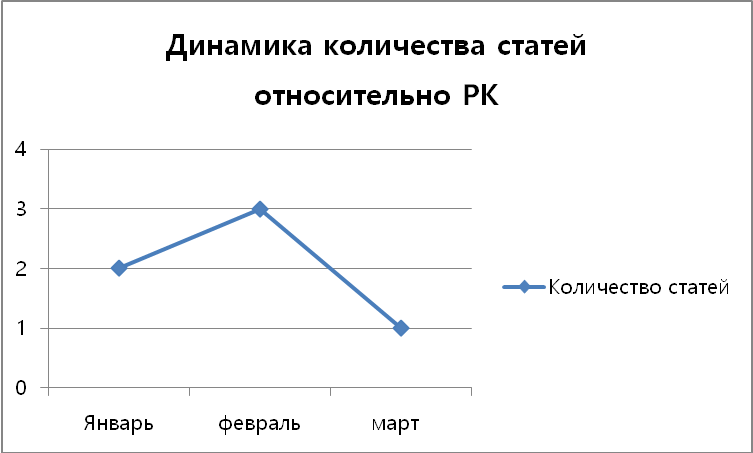 Динамика количества статей
относительно РК
4
3
2
1
0
Январь февраль март
Количество статей